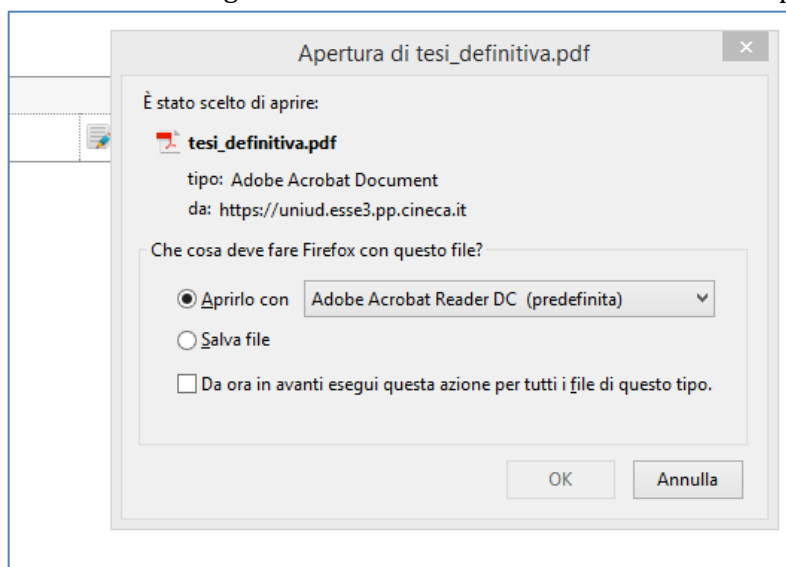 Apertura di tesi_definitiva.pdf
È stato scelto di aprire:
tesi_definitiva.pdf
tipo: Adobe Acrobat Document
da: https://uniud.esse3.pp.cineca.it
Che cosa deve fare Firefox con questo file?
Aprirlo con Adobe Acrobat Reader DC (predefinita)
Salva file
Da ora in avanti esegui questa azione per tutti i file di questo tipo.
OK Annulla